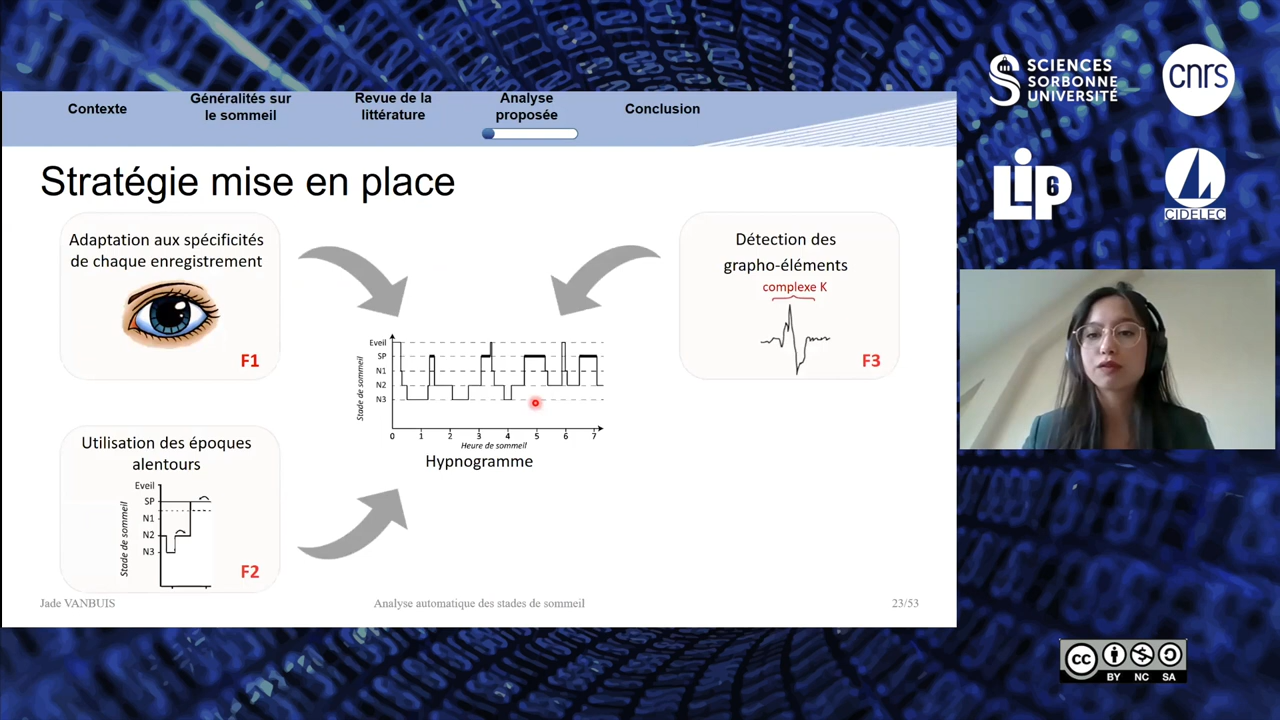 Contexte
Généralités sur
le sommeil
Revue de la
littérature
Analyse
proposée
Conclusion
Stratégie mise en place
Adaptation aux spécificités
de chaque enregistrement
F1
Détection des
grapho-éléments
complexe K
F3
Stade de sommeil
Eveil
SP
N1
N2
N3
0 1 2 3 4 5 6 7
Heure de sommeil
Hypnogramme
Utilisation des époques
alentours
Stade de sommeil
Eveil
SP
N1
N2
N3
F2
Jade VANBUIS
Analyse automatique des stades de sommeil
23/53
SCIENCES
SORBONNE
UNIVERSITÉ
cnrs
LIP6
CIDELEC
cc
BY NC SA